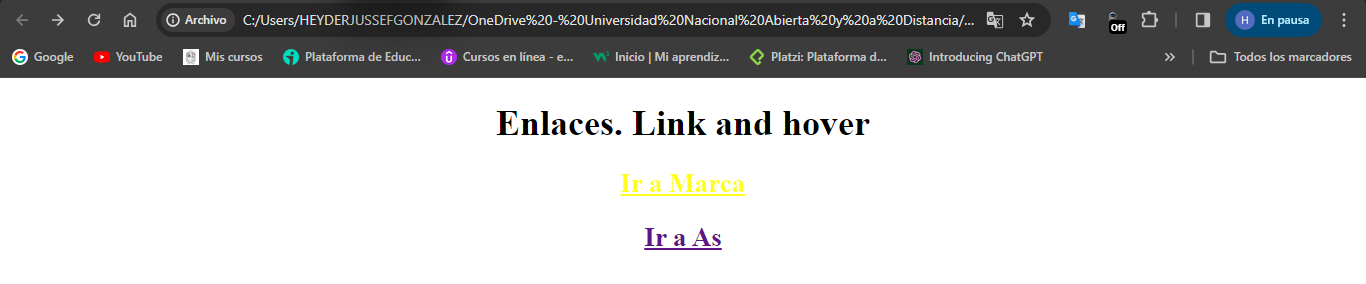 Archivo C:/Users/HEYDERJUSSEFGONZALEZ/OneDrive%20-%20Universidad%20Nacional%20Abierta%20y%20a%20Distancia/... Off H En pausa
Google YouTube Mis cursos Plataforma de Educ... Cursos en línea - e... Inicio | Mi aprendiz... Platzi: Plataforma d... Introducing ChatGPT » Todos los marcadores
Enlaces. Link and hover
Ir a Marca
Ir a As